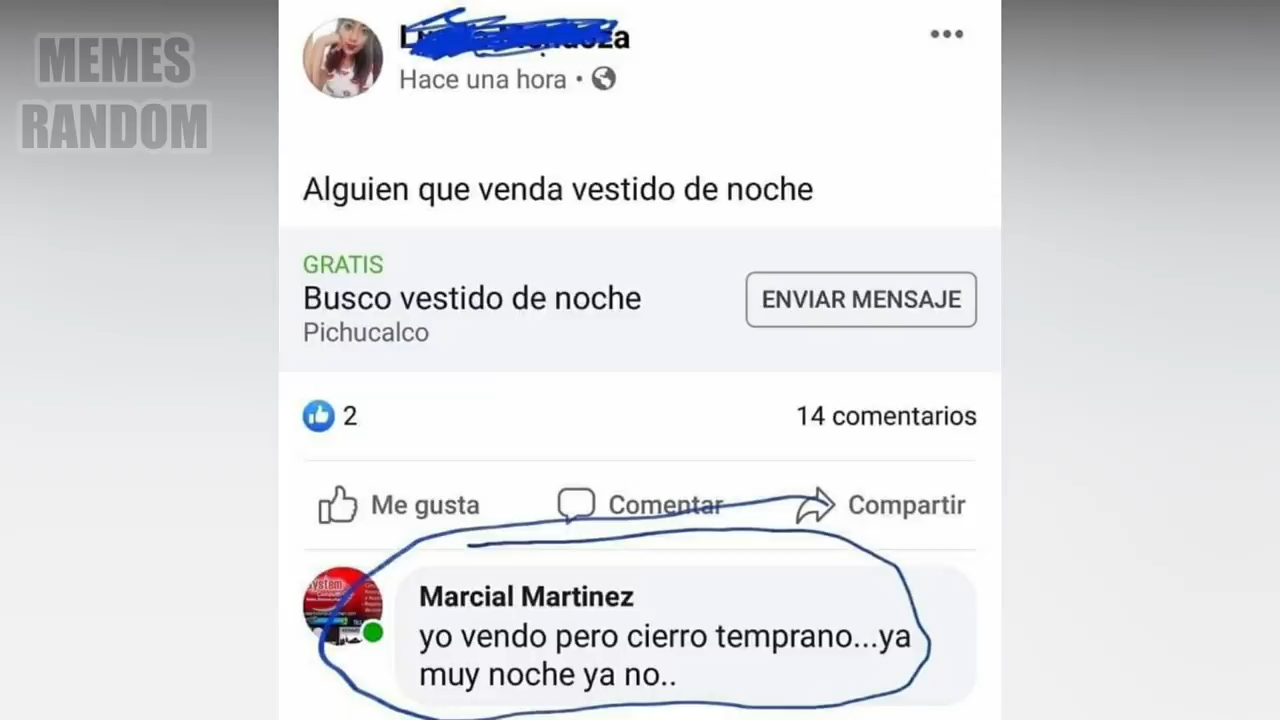 MEMES
RANDOM
Hace una hora
Alguien que venda vestido de noche
GRATIS
Busco vestido de noche
Pichucalco
ENVIAR MENSAJE
2
14 comentarios
Me gusta
Comentar
Compartir
system
Marcial Martinez
yo vendo pero cierro temprano...ya
muy noche ya no..